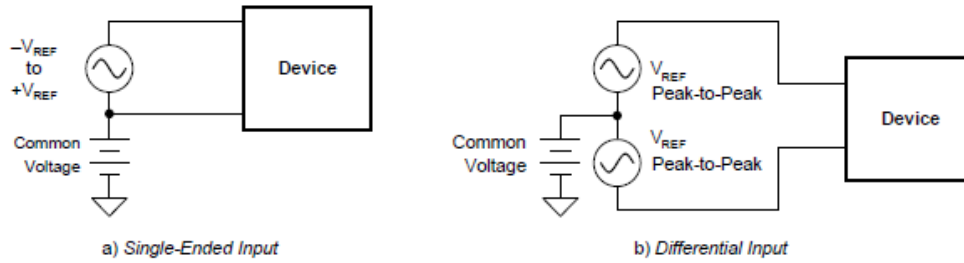 –VREF
to
+VREF
Device
Common
Voltage
a) Single-Ended Input
VREF
Peak-to-Peak
Common
Voltage
VREF
Peak-to-Peak
Device
b) Differential Input